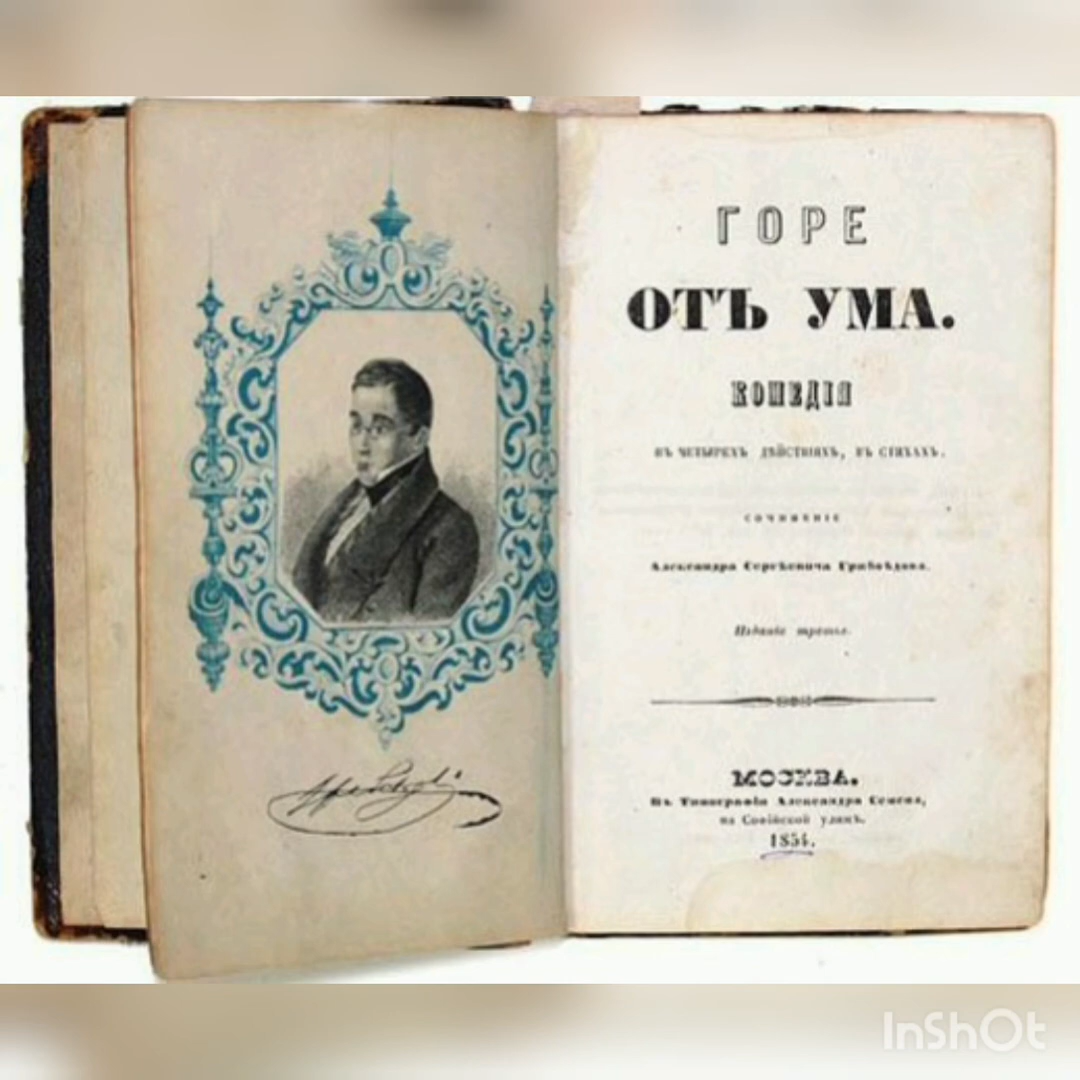 ГОРЕ
ОТЪ УМА.
КОМЕДІЯ
ВЪ ЧЕТЫРЕХЪ ДѢЙСТВІЯХЪ, ВЪ СТИХАХЪ.
СОЧИНЕНІЕ
Александра Сергѣевича Грибоѣдова.
Изданіе третье.
МОСКВА.
Въ Типографіи Александра Семена,
на Софійской улицѣ.
1854.
InShOt